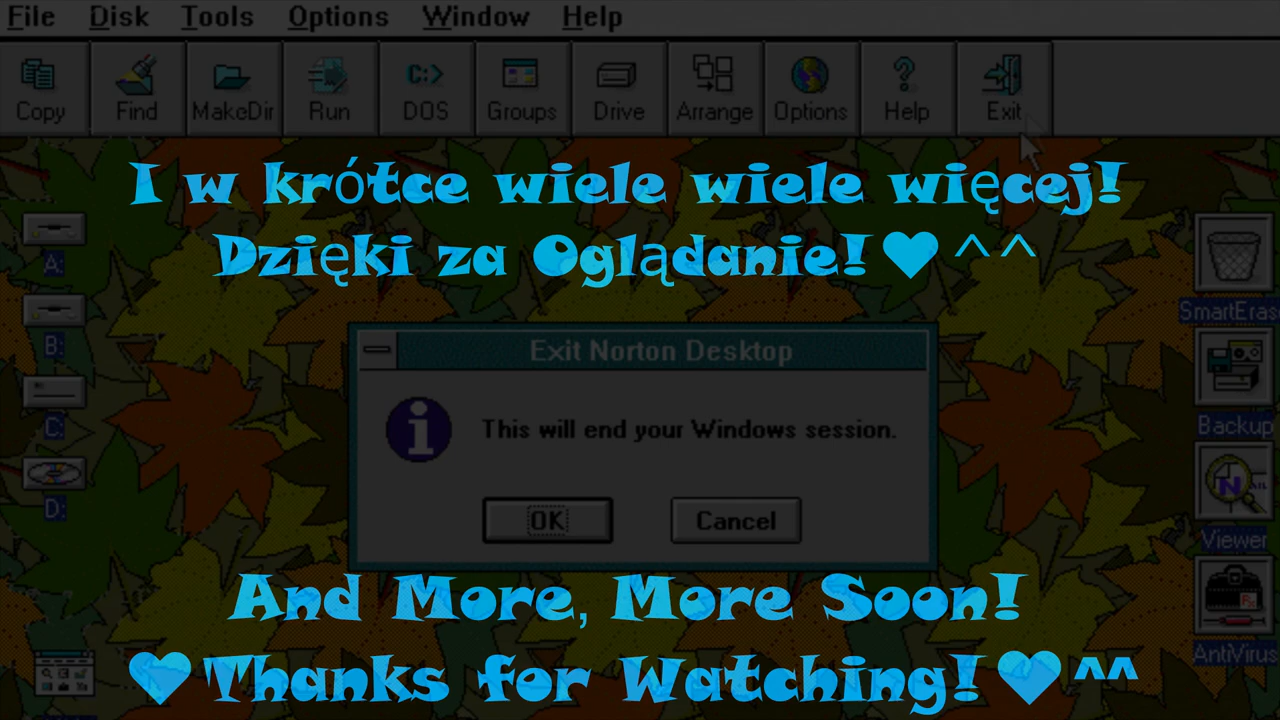 File Disk Tools Options Window Help
Copy Find MakeDir Run DOS Groups Drive Arrange Options Help Exit
I w krótce wiele wiele więcej!
Dzięki za Oglądanie!♥^^
A:
SmartEras
B:
Exit Norton Desktop
C:
This will end your Windows session.
Backup
D:
OK Cancel
Viewer
And More, More Soon!
AntiVirus
♥Thanks for Watching!♥^^